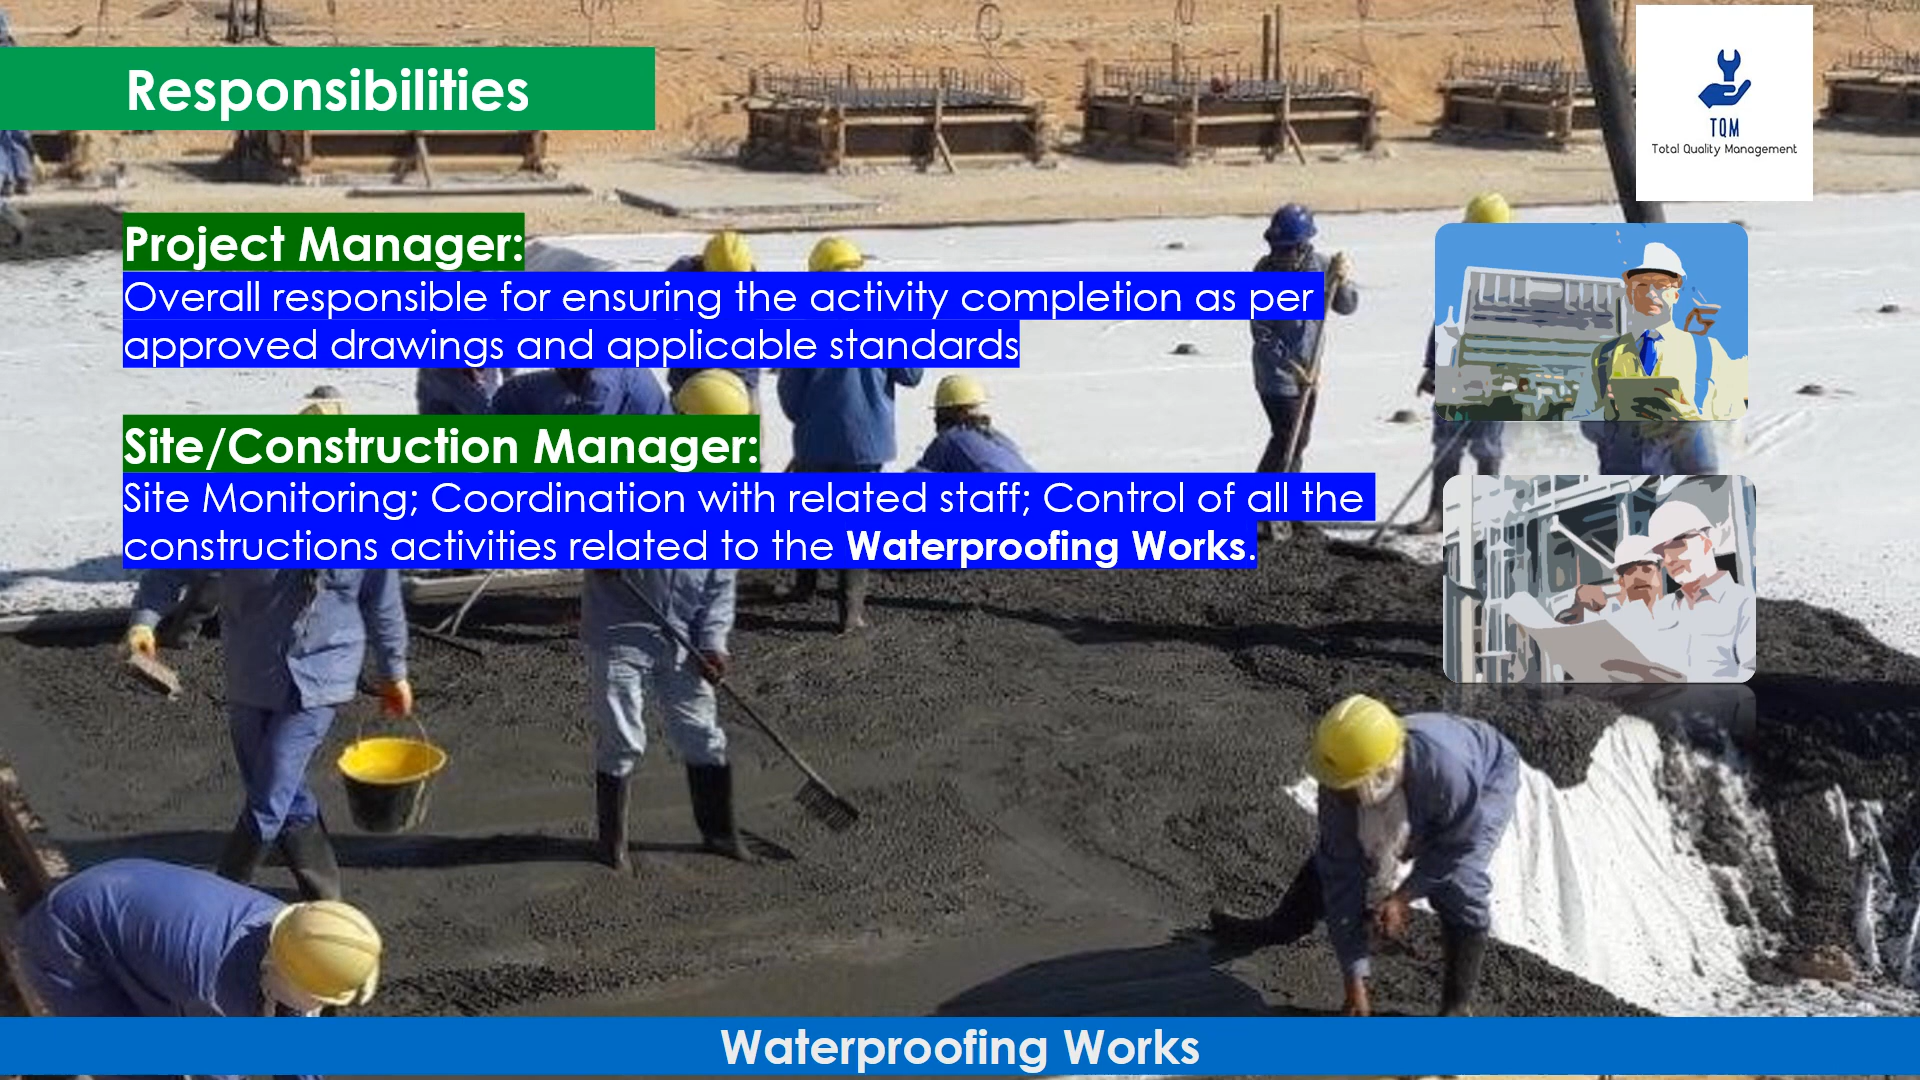 Responsibilities
TQM
Total Quality Management
Project Manager:
Overall responsible for ensuring the activity completion as per
approved drawings and applicable standards
Site/Construction Manager:
Site Monitoring; Coordination with related staff; Control of all the
constructions activities related to the Waterproofing Works.
Waterproofing Works